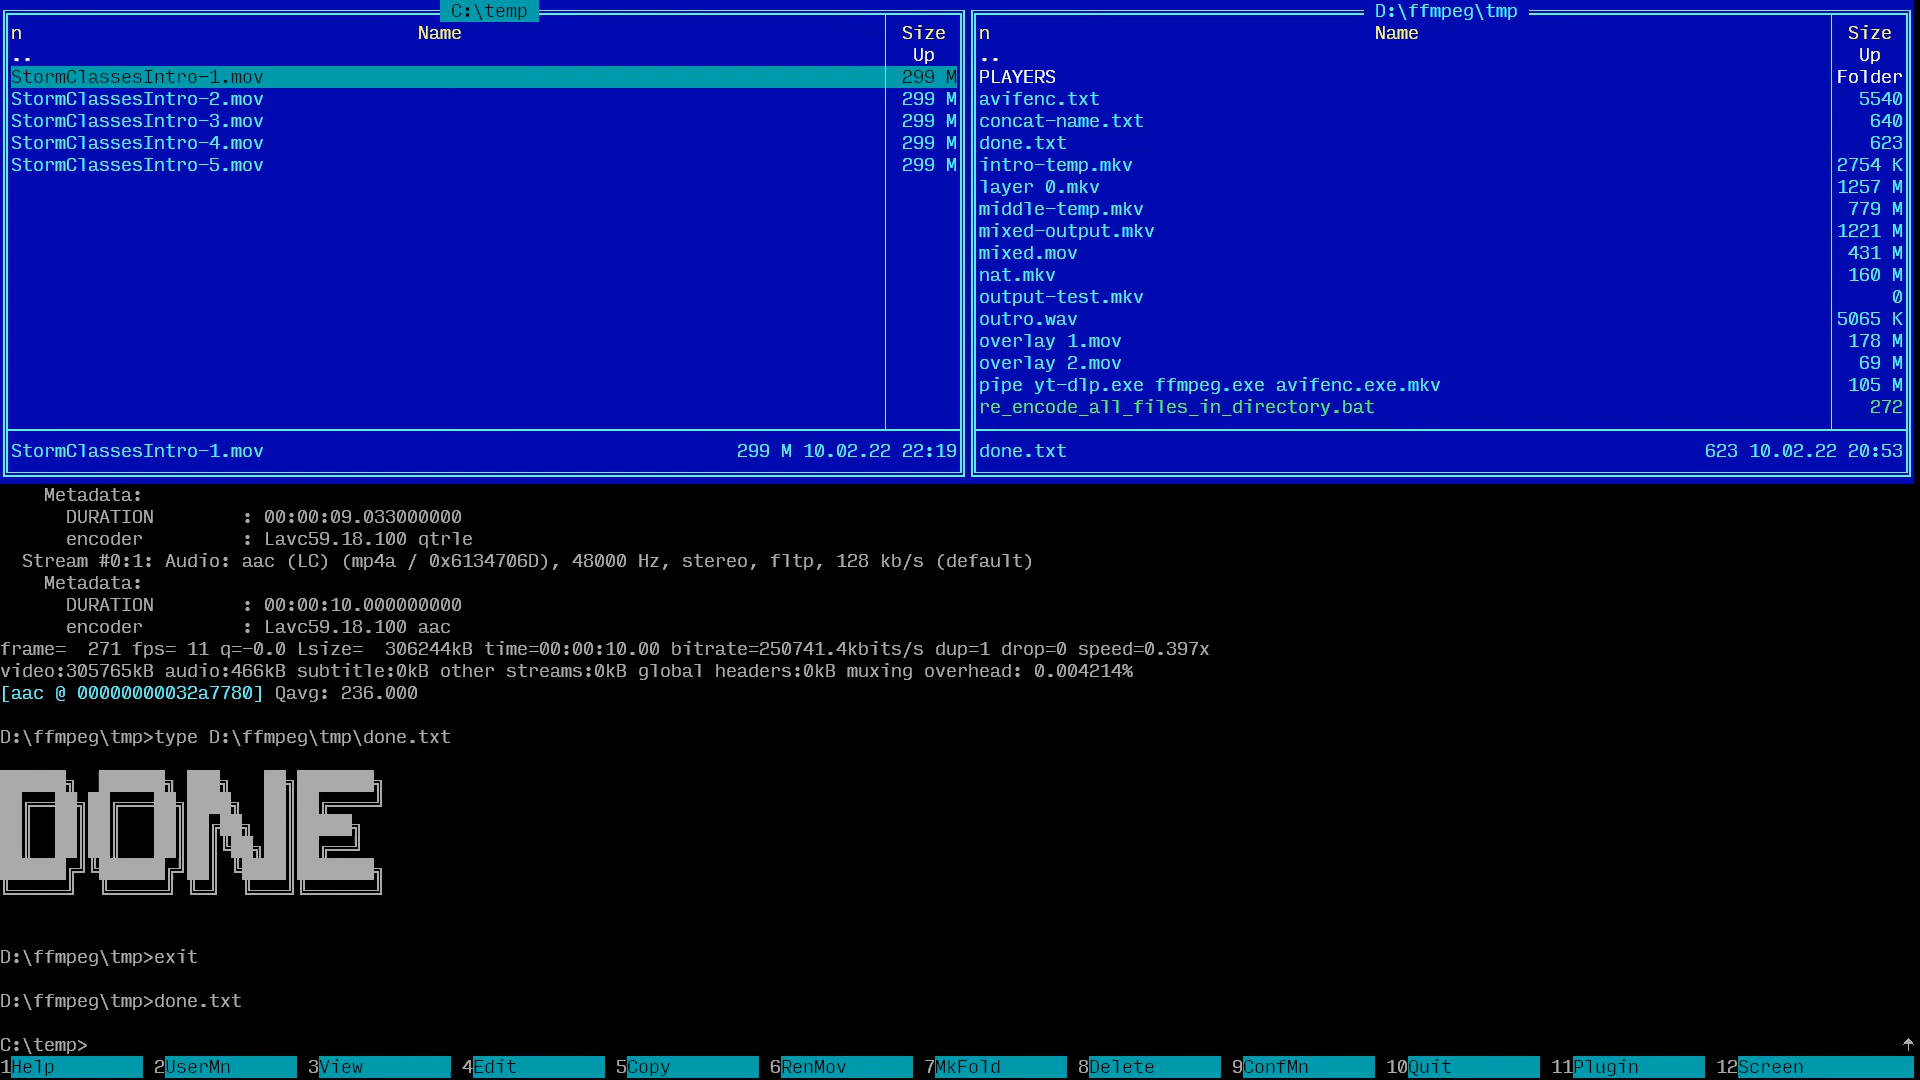 C:\temp
n Name Size
.. Up
StormClassesIntro-1.mov 299 M
StormClassesIntro-2.mov 299 M
StormClassesIntro-3.mov 299 M
StormClassesIntro-4.mov 299 M
StormClassesIntro-5.mov 299 M
StormClassesIntro-1.mov 299 M 10.02.22 22:19
D:\ffmpeg\tmp
n Name Size
.. Up
PLAYERS Folder
avifenc.txt 5540
concat-name.txt 640
done.txt 623
intro-temp.mkv 2754 K
layer 0.mkv 1257 M
middle-temp.mkv 779 M
mixed-output.mkv 1221 M
mixed.mov 431 M
nat.mkv 160 M
output-test.mkv 0
outro.wav 5065 K
overlay 1.mov 178 M
overlay 2.mov 69 M
pipe yt-dlp.exe ffmpeg.exe avifenc.exe.mkv 105 M
re_encode_all_files_in_directory.bat 272
done.txt 623 10.02.22 20:53
Metadata:
DURATION : 00:00:09.033000000
encoder : Lavc59.18.100 qtrle
Stream #0:1: Audio: aac (LC) (mp4a / 0x6134706D), 48000 Hz, stereo, fltp, 128 kb/s (default)
Metadata:
DURATION : 00:00:10.000000000
encoder : Lavc59.18.100 aac
frame=  271 fps= 11 q=-0.0 Lsize=  306244kB time=00:00:10.00 bitrate=250741.4kbits/s dup=1 drop=0 speed=0.397x
video:305765kB audio:466kB subtitle:0kB other streams:0kB global headers:0kB muxing overhead: 0.004214%
[aac @ 00000000032a7780] Qavg: 236.000
D:\ffmpeg\tmp>type D:\ffmpeg\tmp\done.txt
DONE
D:\ffmpeg\tmp>exit
D:\ffmpeg\tmp>done.txt
C:\temp>
1Help 2UserMn 3View 4Edit 5Copy 6RenMov 7MkFold 8Delete 9ConfMn 10Quit 11Plugin 12Screen